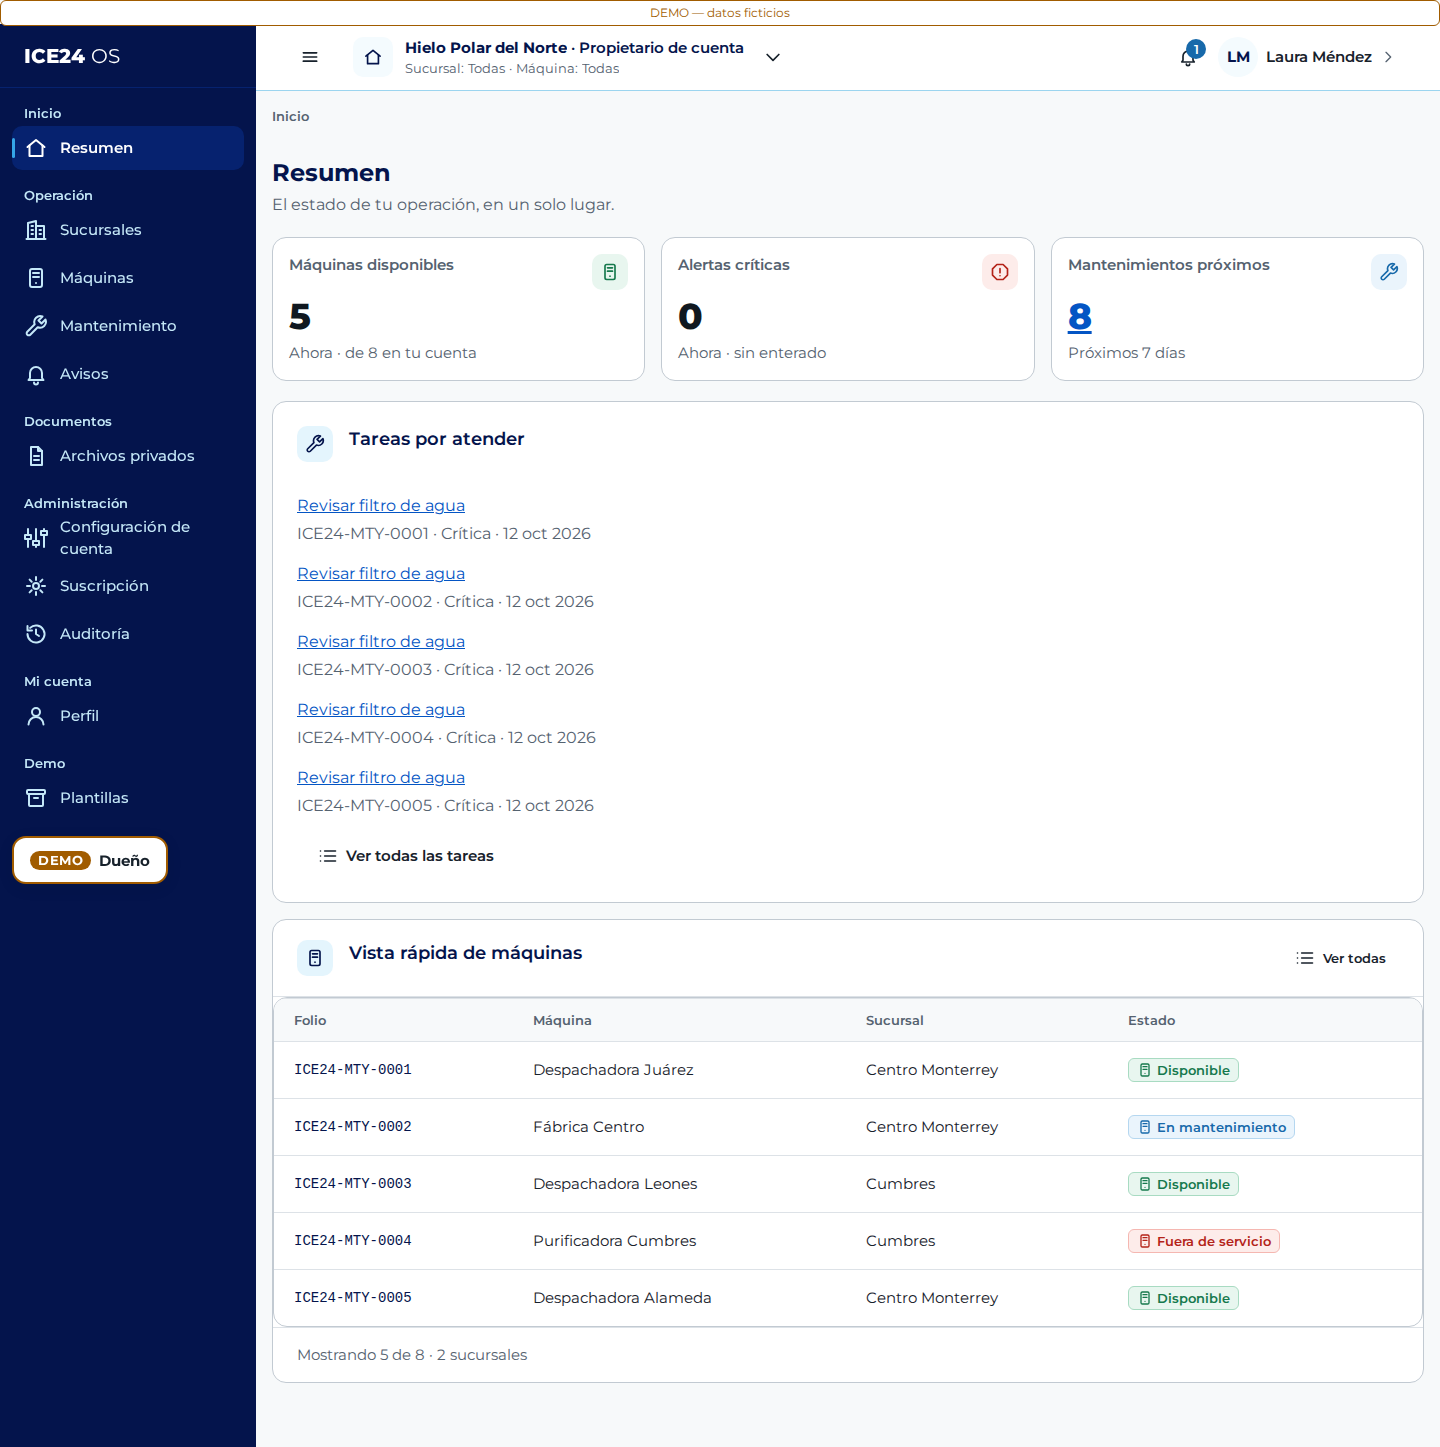 DEMO — datos ficticios
ICE24 OS
Hielo Polar del Norte · Propietario de cuenta
Sucursal: Todas · Máquina: Todas
1
LM
Laura Méndez
Inicio
Resumen
Operación
Sucursales
Máquinas
Mantenimiento
Avisos
Documentos
Archivos privados
Administración
Configuración de
cuenta
Suscripción
Auditoría
Mi cuenta
Perfil
Demo
Plantillas
DEMO Dueño
Inicio
Resumen
El estado de tu operación, en un solo lugar.
Máquinas disponibles
5
Ahora · de 8 en tu cuenta
Alertas críticas
0
Ahora · sin enterado
Mantenimientos próximos
8
Próximos 7 días
Tareas por atender
Revisar filtro de agua
ICE24-MTY-0001 · Crítica · 12 oct 2026
Revisar filtro de agua
ICE24-MTY-0002 · Crítica · 12 oct 2026
Revisar filtro de agua
ICE24-MTY-0003 · Crítica · 12 oct 2026
Revisar filtro de agua
ICE24-MTY-0004 · Crítica · 12 oct 2026
Revisar filtro de agua
ICE24-MTY-0005 · Crítica · 12 oct 2026
Ver todas las tareas
Vista rápida de máquinas
Ver todas
Folio Máquina Sucursal Estado
ICE24-MTY-0001 Despachadora Juárez Centro Monterrey Disponible
ICE24-MTY-0002 Fábrica Centro Centro Monterrey En mantenimiento
ICE24-MTY-0003 Despachadora Leones Cumbres Disponible
ICE24-MTY-0004 Purificadora Cumbres Cumbres Fuera de servicio
ICE24-MTY-0005 Despachadora Alameda Centro Monterrey Disponible
Mostrando 5 de 8 · 2 sucursales